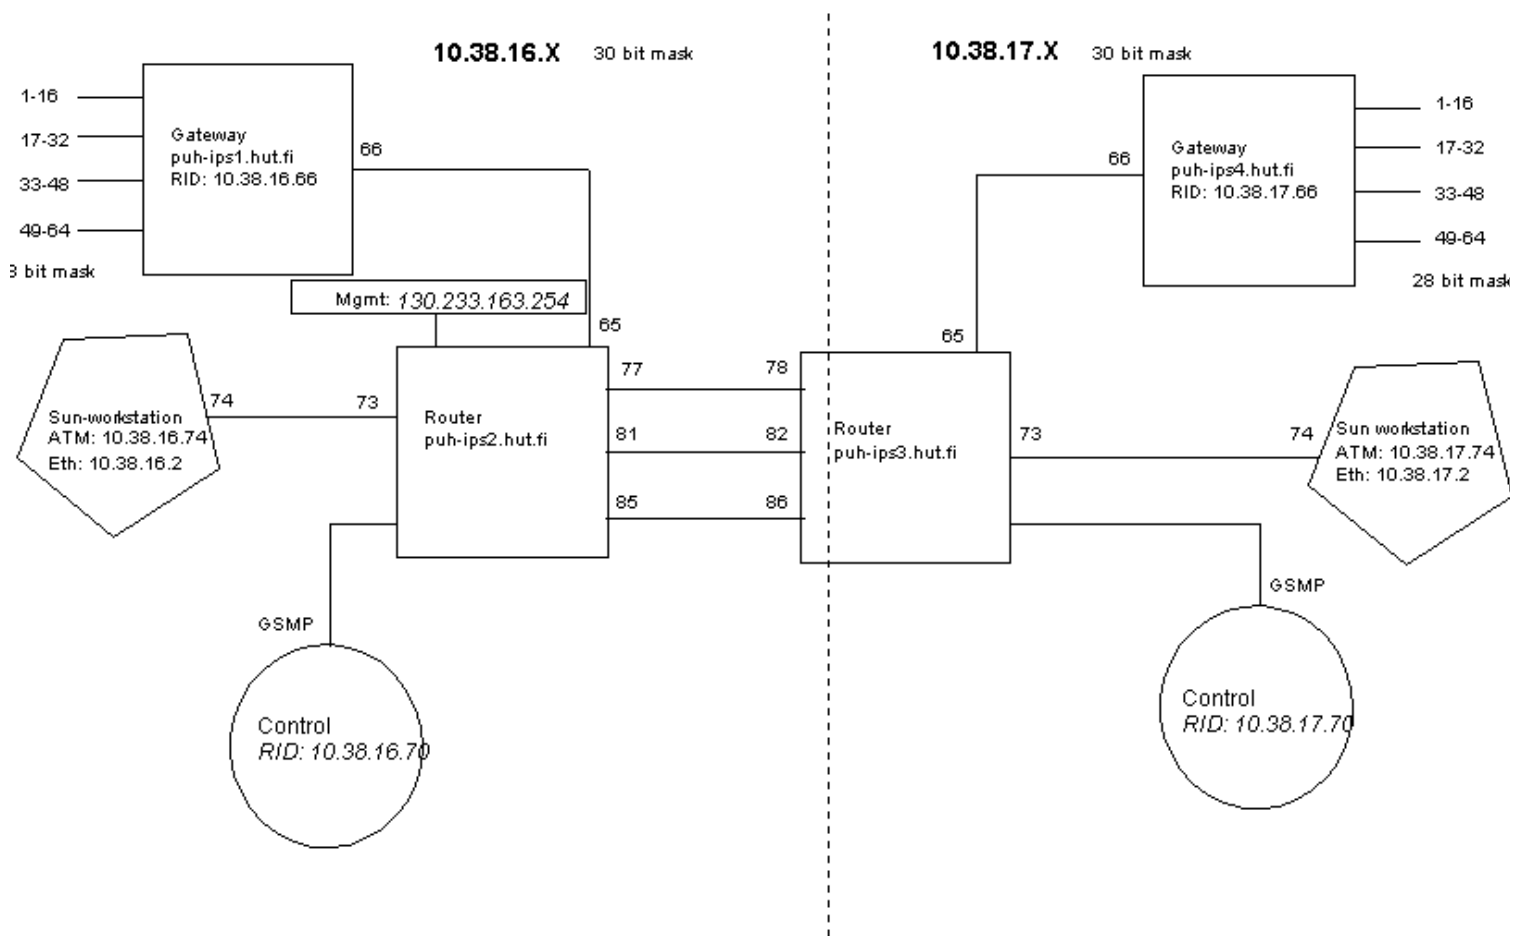 10.38.16.X 30 bit mask
10.38.17.X 30 bit mask
1-16
17-32
33-48
49-64
8 bit mask
Gateway
puh-ips1.hut.fi
RID: 10.38.16.66
66
Mgmt: 130.233.163.254
65
66
Gateway
puh-ips4.hut.fi
RID: 10.38.17.66
1-16
17-32
33-48
49-64
28 bit mask
65
Sun-workstation
ATM: 10.38.16.74
Eth: 10.38.16.2
74
73
Router
puh-ips2.hut.fi
77
78
81
82
85
86
Router
puh-ips3.hut.fi
73
74
Sun workstation
ATM: 10.38.17.74
Eth: 10.38.17.2
GSMP
Control
RID: 10.38.16.70
GSMP
Control
RID: 10.38.17.70